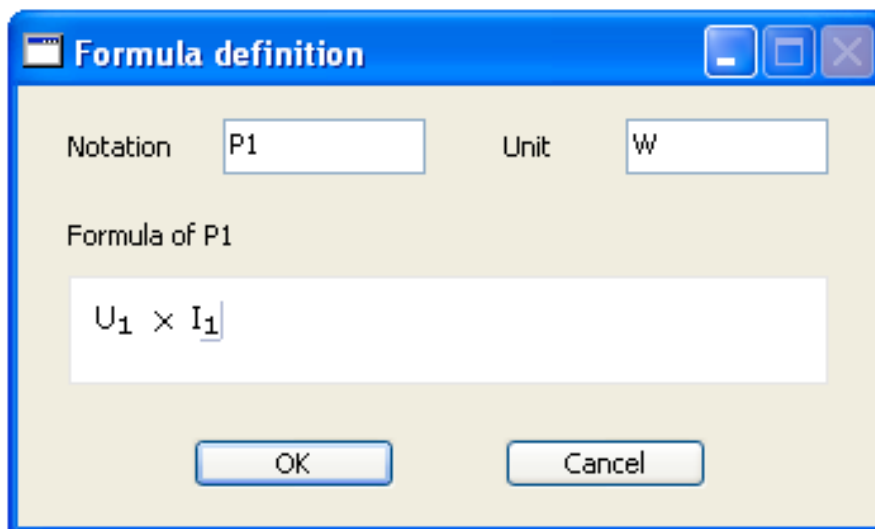 Formula definition
Notation P1 Unit W
Formula of P1
U₁ × I₁
OK Cancel